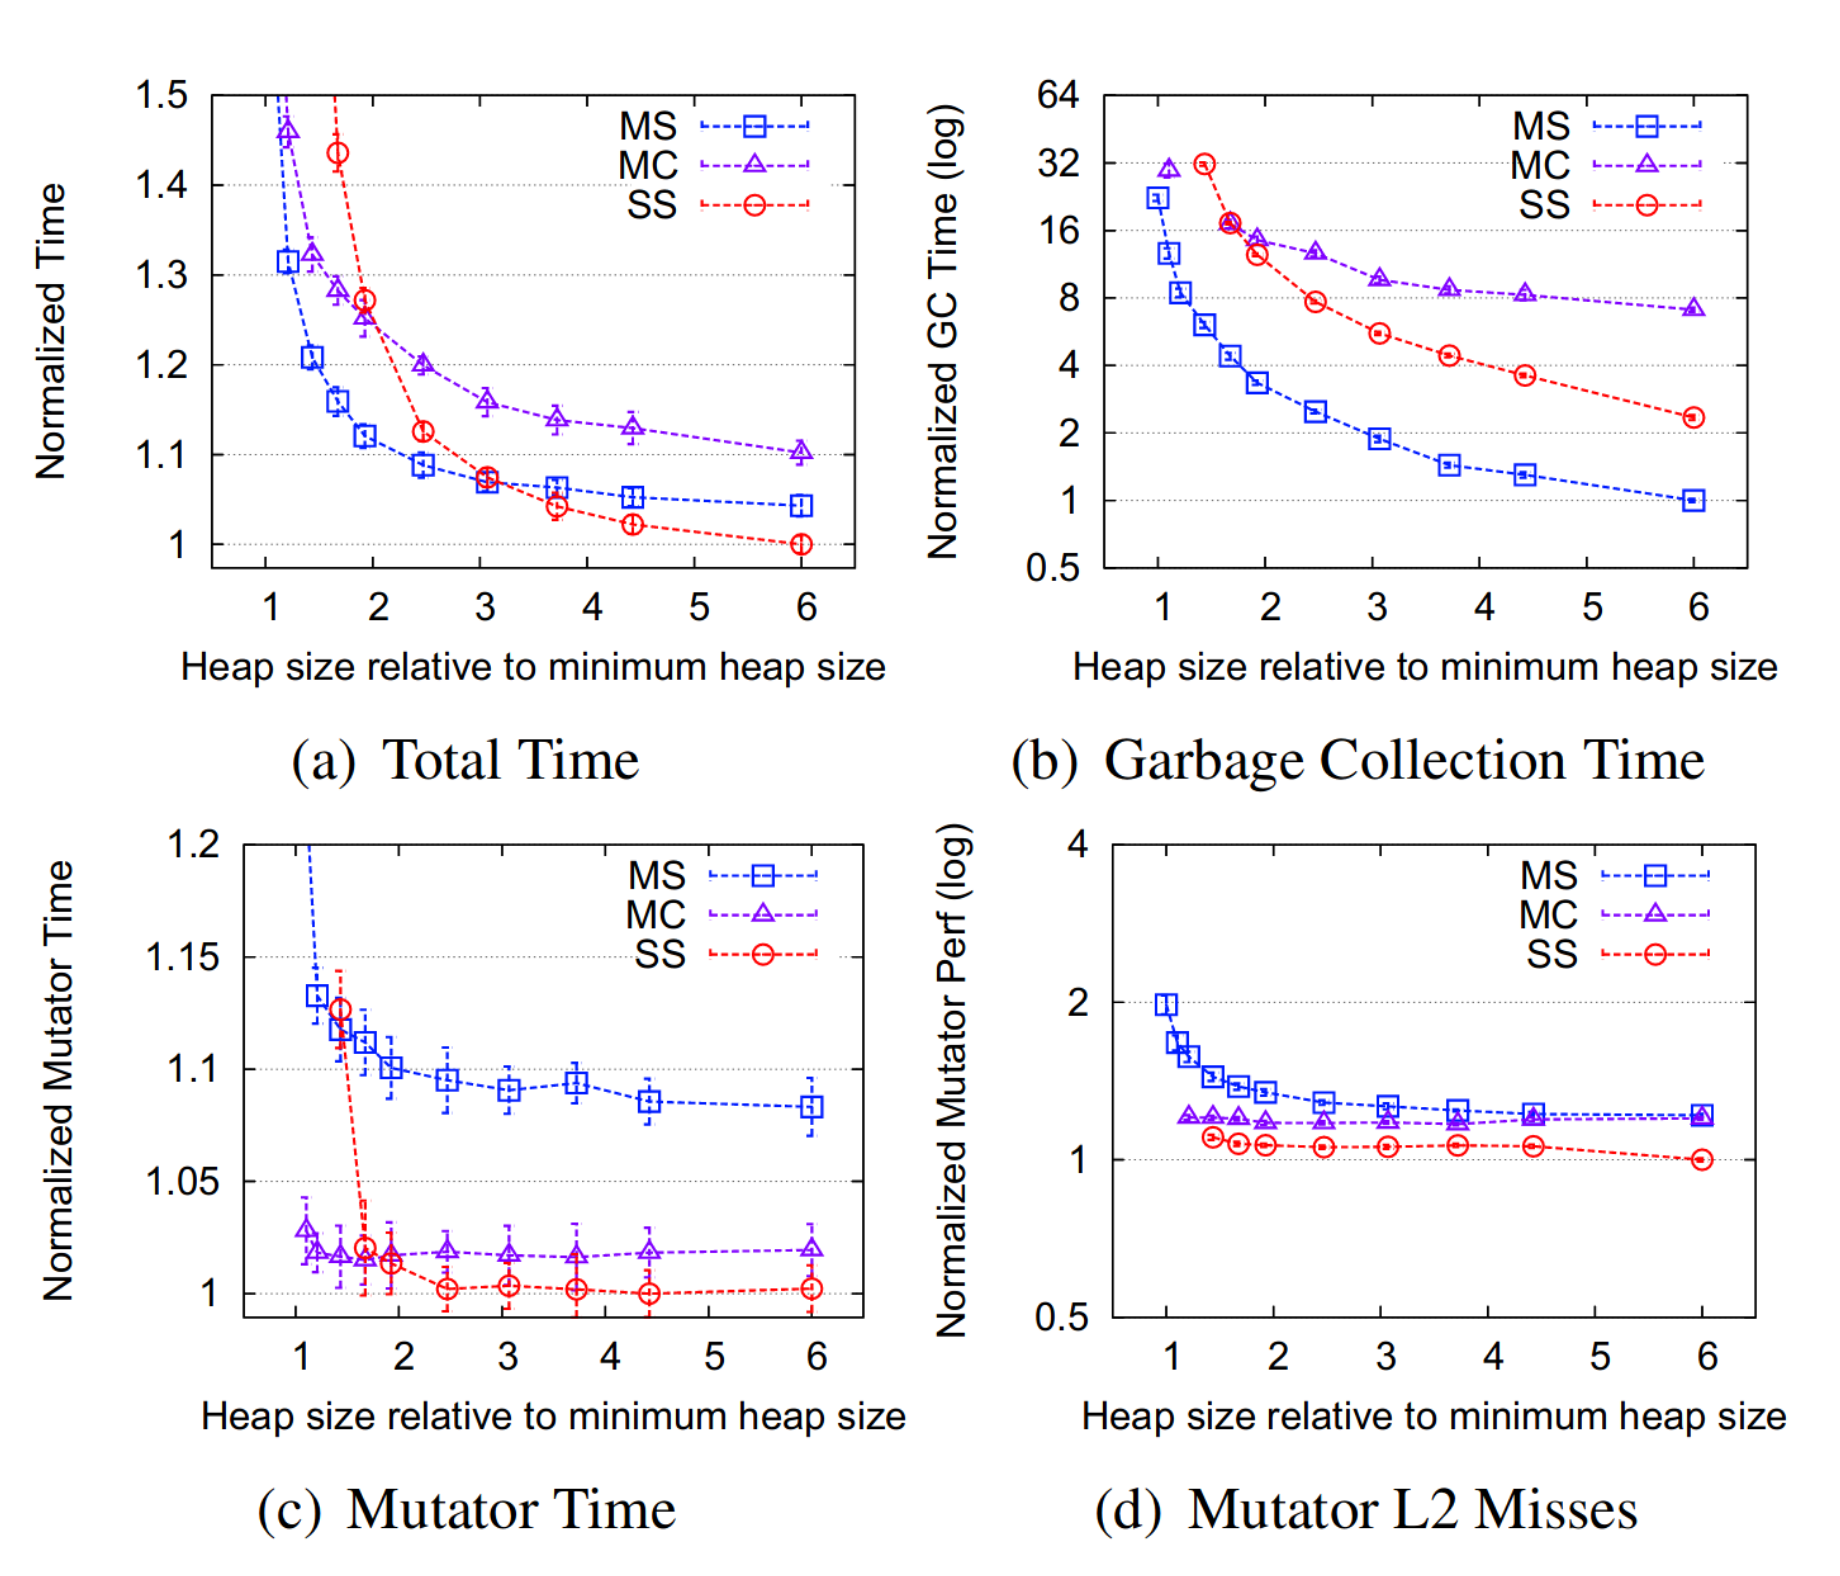 Normalized Time
1.5
1.4
1.3
1.2
1.1
1
MS
MC
SS
1 2 3 4 5 6
Heap size relative to minimum heap size
(a) Total Time
Normalized GC Time (log)
64
32
16
8
4
2
1
0.5
MS
MC
SS
1 2 3 4 5 6
Heap size relative to minimum heap size
(b) Garbage Collection Time
Normalized Mutator Time
1.2
1.15
1.1
1.05
1
MS
MC
SS
1 2 3 4 5 6
Heap size relative to minimum heap size
(c) Mutator Time
Normalized Mutator Perf (log)
4
2
1
0.5
MS
MC
SS
1 2 3 4 5 6
Heap size relative to minimum heap size
(d) Mutator L2 Misses